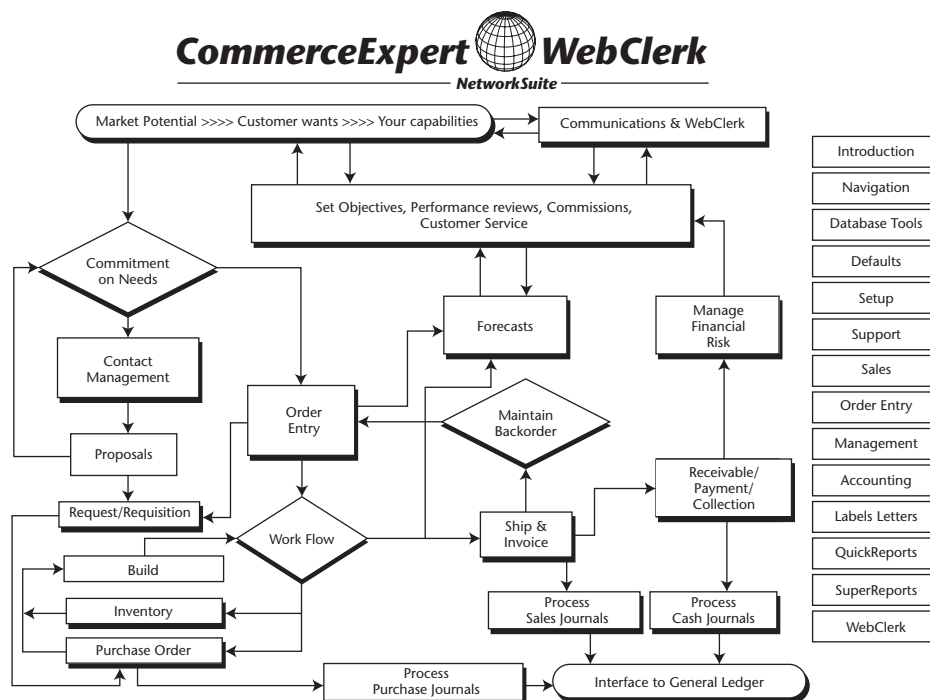 CommerceExpert WebClerk
NetworkSuite
Market Potential >>>> Customer wants >>>> Your capabilities
Communications & WebClerk
Set Objectives, Performance reviews, Commissions,
Customer Service
Commitment
on Needs
Forecasts
Manage
Financial
Risk
Contact
Management
Order
Entry
Maintain
Backorder
Proposals
Receivable/
Payment/
Collection
Request/Requisition
Work Flow
Ship &
Invoice
Build
Inventory
Process
Sales Journals
Process
Cash Journals
Purchase Order
Process
Purchase Journals
Interface to General Ledger
Introduction
Navigation
Database Tools
Defaults
Setup
Support
Sales
Order Entry
Management
Accounting
Labels Letters
QuickReports
SuperReports
WebClerk